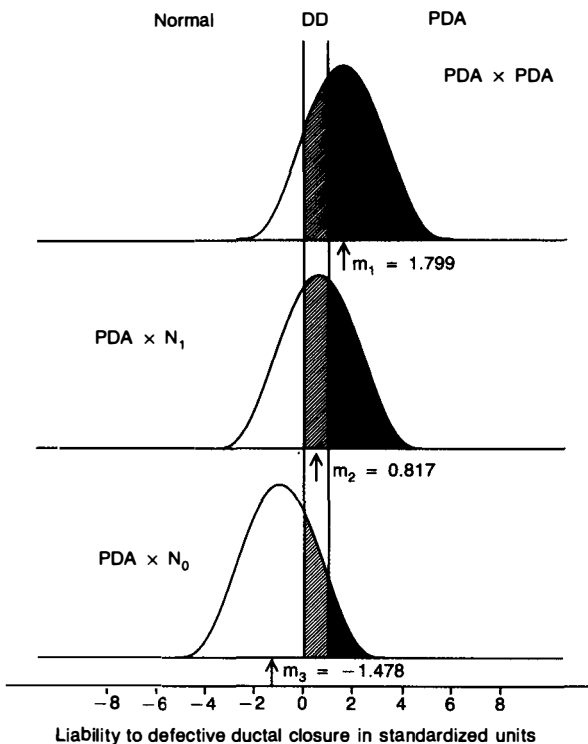 Normal DD PDA
PDA × PDA
m₁ = 1.799
PDA × N₁
m₂ = 0.817
PDA × N₀
m₃ = −1.478
−8 −6 −4 −2 0 2 4 6 8
Liability to defective ductal closure in standardized units